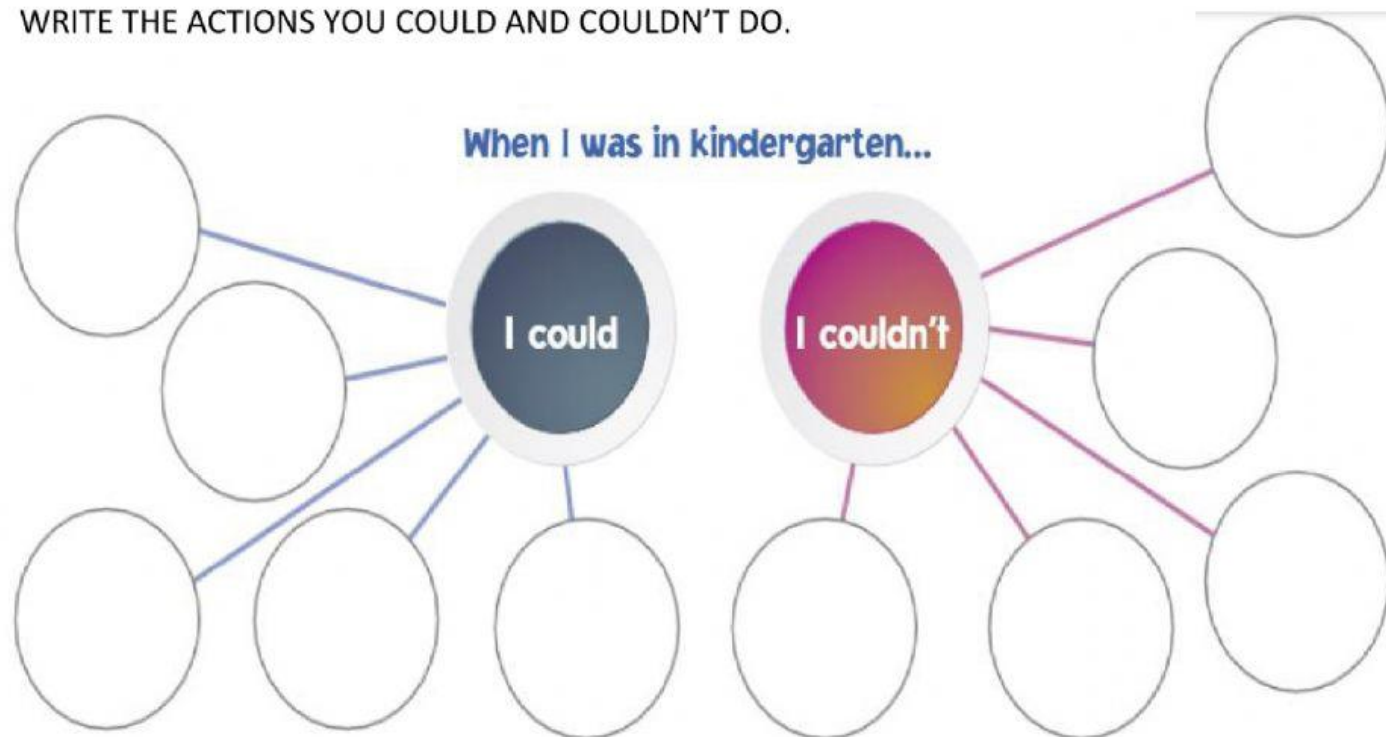 WRITE THE ACTIONS YOU COULD AND COULDN'T DO.
When I was in kindergarten...
I could
I couldn't